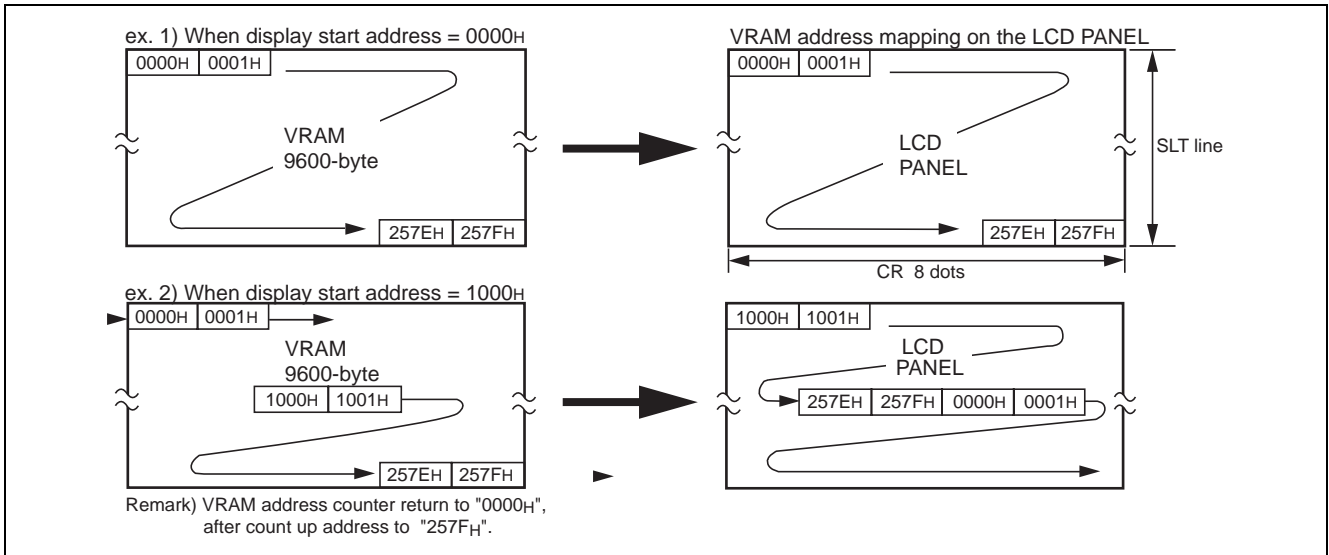 ex. 1) When display start address = 0000H
0000H 0001H
VRAM
9600-byte
257EH 257FH
VRAM address mapping on the LCD PANEL
0000H 0001H
LCD
PANEL
SLT line
257EH 257FH
CR 8 dots
ex. 2) When display start address = 1000H
0000H 0001H
VRAM
9600-byte
1000H 1001H
257EH 257FH
Remark) VRAM address counter return to "0000H",
after count up address to "257FH".
1000H 1001H
LCD
PANEL
257EH 257FH 0000H 0001H